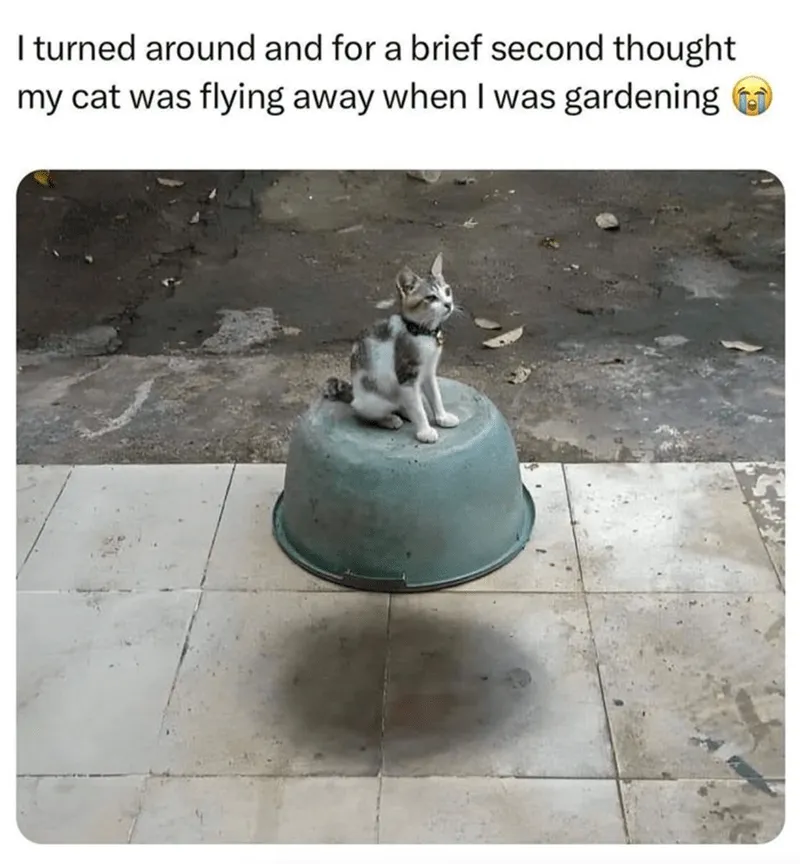 I turned around and for a brief second thought
my cat was flying away when I was gardening 😭